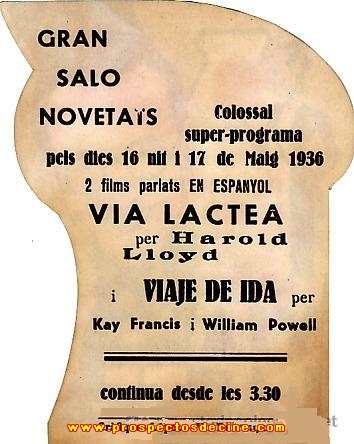 GRAN
SALO
NOVETATS
Colossal
super-programa
pels dies 16 nit i 17 de Maig 1936
2 films parlats EN ESPANYOL
VIA LACTEA
per Harold
Lloyd
i VIAJE DE IDA per
Kay Francis i William Powell
continua desde les 3.30
www.prospectosdecine.com